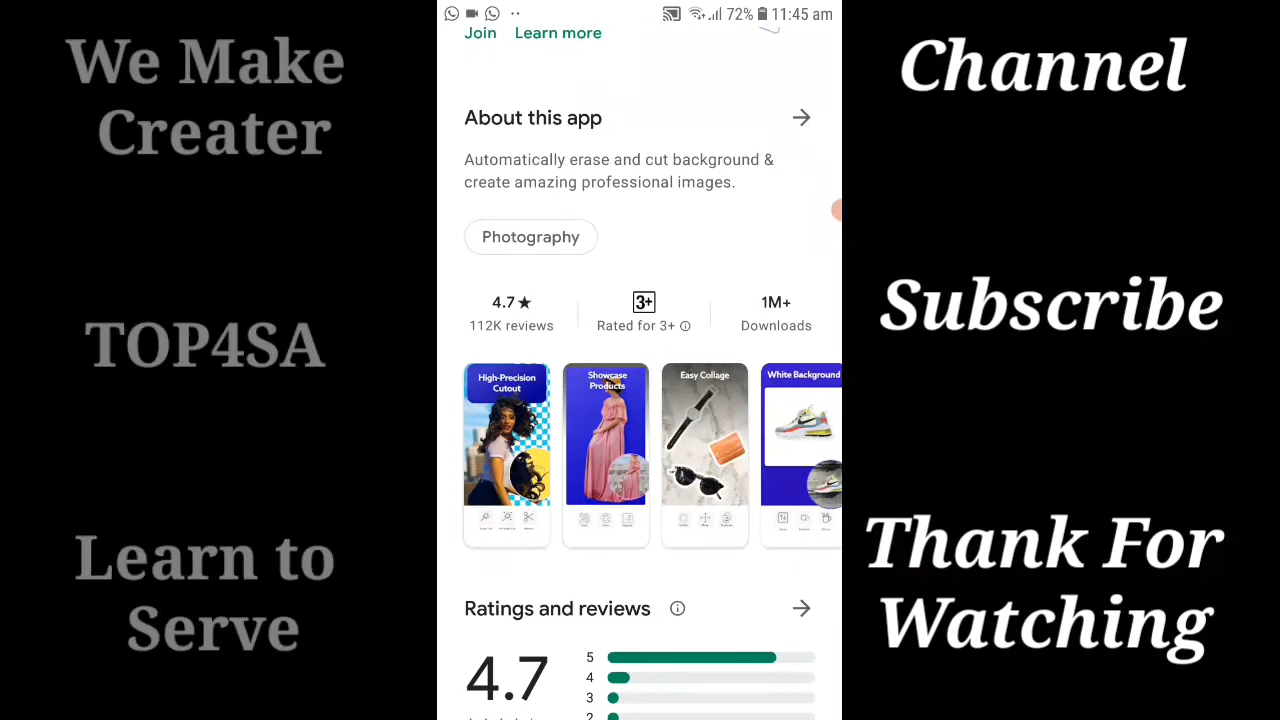 We Make
Creater
TOP4SA
Learn to
Serve
72% 11:45 am
Join Learn more
About this app
Automatically erase and cut background &
create amazing professional images.
Photography
4.7★ 3+ 1M+
112K reviews Rated for 3+ Downloads
High-Precision
Cutout
Showcase
Products
Easy Collage
White Background
Ratings and reviews
4.7
5
4
3
2
Channel
Subscribe
Thank For
Watching